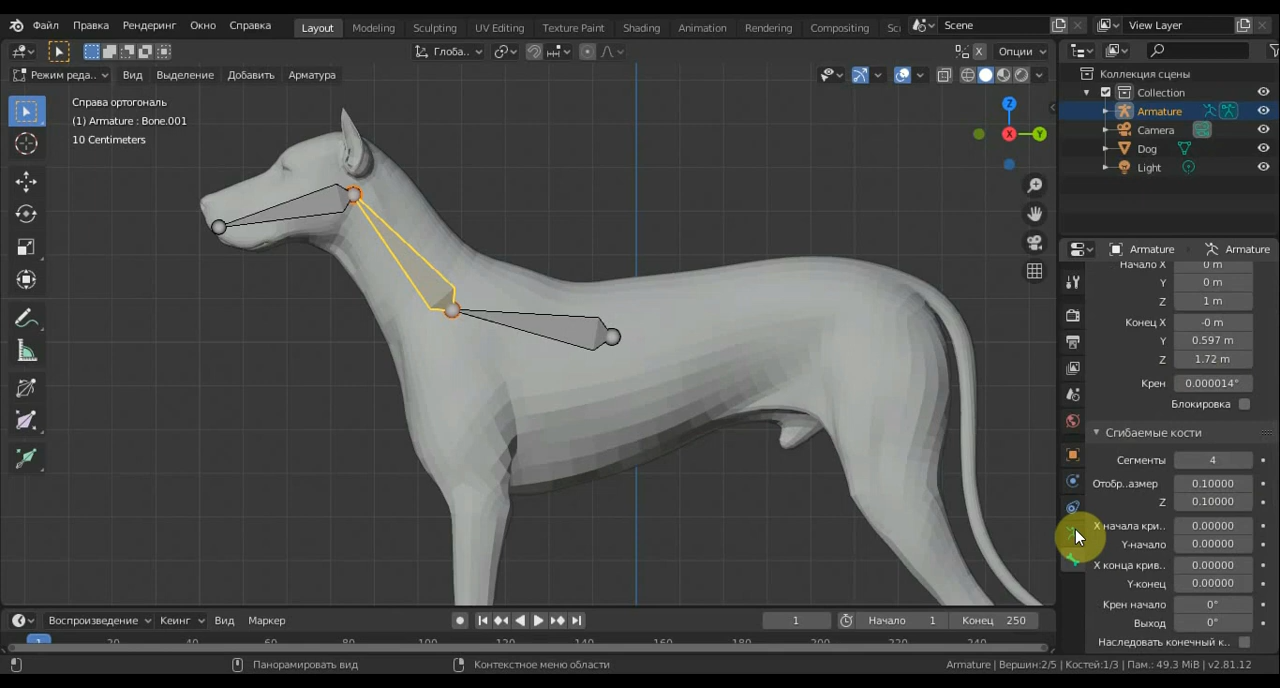 Файл Правка Рендеринг Окно Справка Layout Modeling Sculpting UV Editing Texture Paint Shading Animation Rendering Compositing Sc Scene View Layer
Глоба.. X Опции
Режим реда.. Вид Выделение Добавить Арматура
Справа ортогональ
(1) Armature : Bone.001
10 Centimeters
Z
X
Y
Коллекция сцены
Collection
Armature
Camera
Dog
Light
Armature Armature
Начало X 0 m
Y 0 m
Z 1 m
Конец X -0 m
Y 0.597 m
Z 1.72 m
Крен 0.000014°
Блокировка
Сгибаемые кости
Сегменты 4
Отобр..азмер 0.10000
Z 0.10000
X начала кри.. 0.00000
Y-начало 0.00000
X конца крив.. 0.00000
Y-конец 0.00000
Крен начало 0°
Выход 0°
Наследовать конечный к..
Воспроизведение Кеинг Вид Маркер 1 Начало 1 Конец 250
1 20 40 60 80 100 120 140 160 180 200 220 240
Панорамировать вид Контекстное меню области Armature | Вершин:2/5 | Костей:1/3 | Пам.: 49.3 MiB | v2.81.12